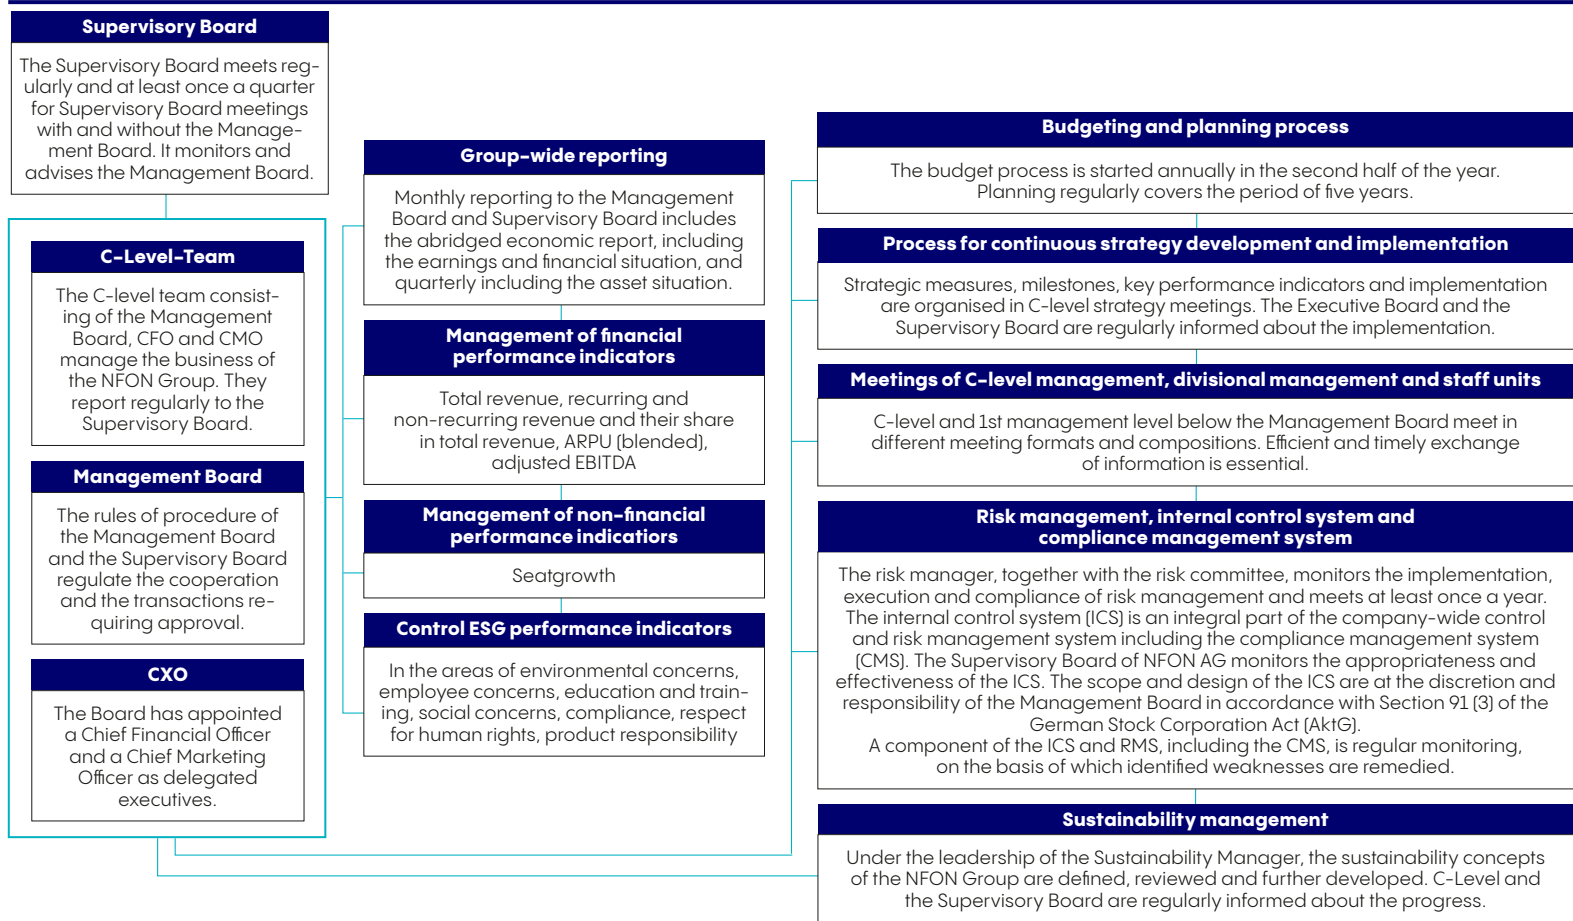 Supervisory Board
The Supervisory Board meets reg-
ularly and at least once a quarter
for Supervisory Board meetings
with and without the Manage-
ment Board. It monitors and
advises the Management Board.
C-Level-Team
The C-level team consist-
ing of the Management
Board, CFO and CMO
manage the business of
the NFON Group. They
report regularly to the
Supervisory Board.
Management Board
The rules of procedure of
the Management Board
and the Supervisory Board
regulate the cooperation
and the transactions re-
quiring approval.
CXO
The Board has appointed
a Chief Financial Officer
and a Chief Marketing
Officer as delegated
executives.
Group-wide reporting
Monthly reporting to the Management
Board and Supervisory Board includes
the abridged economic report, including
the earnings and financial situation, and
quarterly including the asset situation.
Management of financial
performance indicators
Total revenue, recurring and
non-recurring revenue and their share
in total revenue, ARPU (blended),
adjusted EBITDA
Management of non-financial
performance indicatiors
Seatgrowth
Control ESG performance indicators
In the areas of environmental concerns,
employee concerns, education and train-
ing, social concerns, compliance, respect
for human rights, product responsibility
Budgeting and planning process
The budget process is started annually in the second half of the year.
Planning regularly covers the period of five years.
Process for continuous strategy development and implementation
Strategic measures, milestones, key performance indicators and implementation
are organised in C-level strategy meetings. The Executive Board and the
Supervisory Board are regularly informed about the implementation.
Meetings of C-level management, divisional management and staff units
C-level and 1st management level below the Management Board meet in
different meeting formats and compositions. Efficient and timely exchange
of information is essential.
Risk management, internal control system and
compliance management system
The risk manager, together with the risk committee, monitors the implementation,
execution and compliance of risk management and meets at least once a year.
The internal control system (ICS) is an integral part of the company-wide control
and risk management system including the compliance management system
(CMS). The Supervisory Board of NFON AG monitors the appropriateness and
effectiveness of the ICS. The scope and design of the ICS are at the discretion and
responsibility of the Management Board in accordance with Section 91 (3) of the
German Stock Corporation Act (AktG).
A component of the ICS and RMS, including the CMS, is regular monitoring,
on the basis of which identified weaknesses are remedied.
Sustainability management
Under the leadership of the Sustainability Manager, the sustainability concepts
of the NFON Group are defined, reviewed and further developed. C-Level and
the Supervisory Board are regularly informed about the progress.